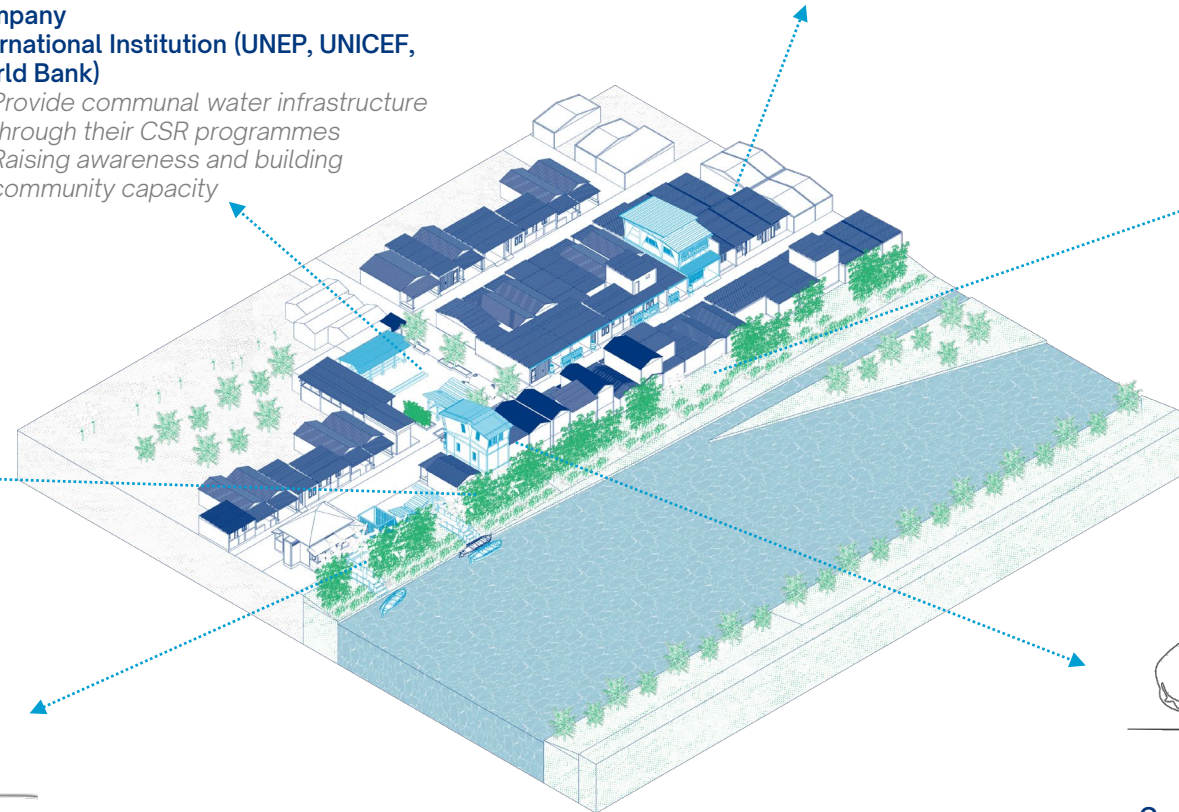 mpany
rnational Institution (UNEP, UNICEF,
rld Bank)
Provide communal water infrastructure
hrough their CSR programmes
Raising awareness and building
community capacity